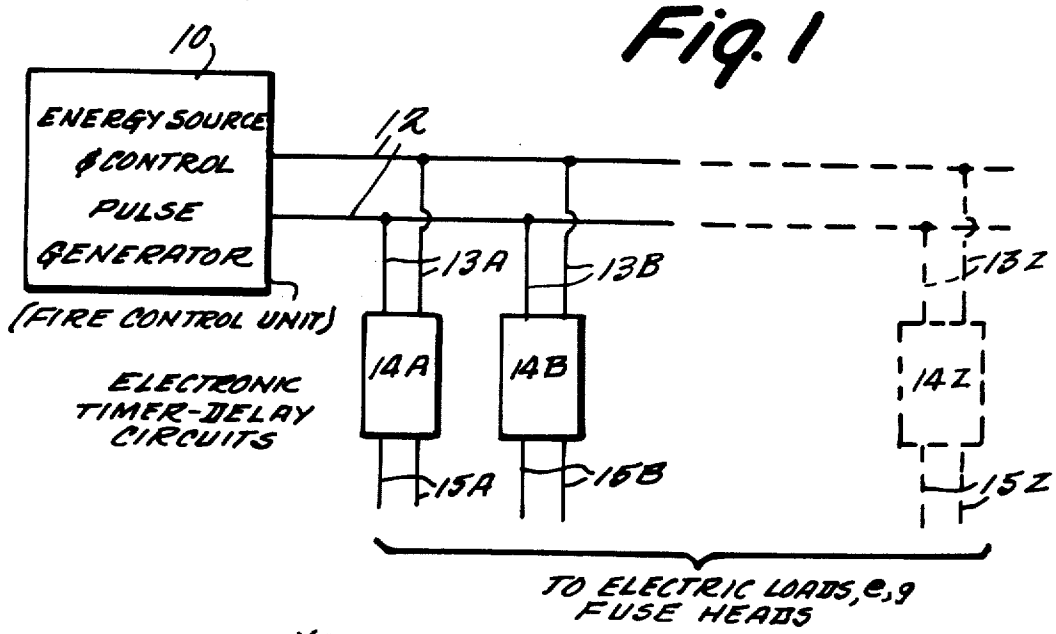 Fig. 1
10
ENERGY SOURCE
& CONTROL
PULSE
GENERATOR
(FIRE CONTROL UNIT)
12
13A
13B
13Z
14A
14B
14Z
ELECTRONIC
TIMER-DELAY
CIRCUITS
15A
15B
15Z
TO ELECTRIC LOADS, e,g
FUSE HEADS